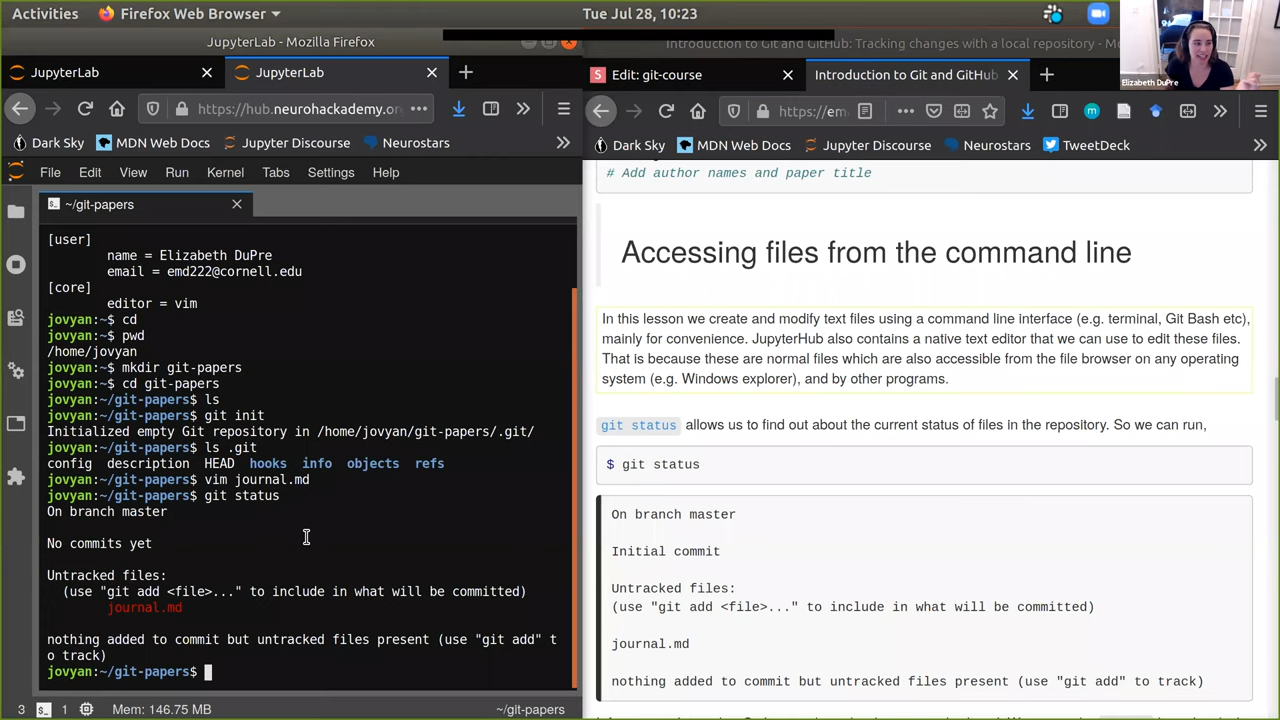 Activities
Firefox Web Browser
Tue Jul 28, 10:23
JupyterLab - Mozilla Firefox
JupyterLab
JupyterLab
https://hub.neurohackademy.or
Dark Sky
MDN Web Docs
Jupyter Discourse
Neurostars
File Edit View Run Kernel Tabs Settings Help
~/git-papers
[user]
name = Elizabeth DuPre
email = emd222@cornell.edu
[core]
editor = vim
jovyan:~$ cd
jovyan:~$ pwd
/home/jovyan
jovyan:~$ mkdir git-papers
jovyan:~$ cd git-papers
jovyan:~/git-papers$ ls
jovyan:~/git-papers$ git init
Initialized empty Git repository in /home/jovyan/git-papers/.git/
jovyan:~/git-papers$ ls .git
config description HEAD hooks info objects refs
jovyan:~/git-papers$ vim journal.md
jovyan:~/git-papers$ git status
On branch master
No commits yet
Untracked files:
(use "git add <file>..." to include in what will be committed)
journal.md
nothing added to commit but untracked files present (use "git add" t
o track)
jovyan:~/git-papers$
3
1
Mem: 146.75 MB
~/git-papers
Introduction to Git and GitHub: Tracking changes with a local repository - Mo
Elizabeth DuPre
Edit: git-course
Introduction to Git and GitHub
https://em
Dark Sky
MDN Web Docs
Jupyter Discourse
Neurostars
TweetDeck
# Add author names and paper title
Accessing files from the command line
In this lesson we create and modify text files using a command line interface (e.g. terminal, Git Bash etc),
mainly for convenience. JupyterHub also contains a native text editor that we can use to edit these files.
That is because these are normal files which are also accessible from the file browser on any operating
system (e.g. Windows explorer), and by other programs.
git status allows us to find out about the current status of files in the repository. So we can run,
$ git status
On branch master
Initial commit
Untracked files:
(use "git add <file>..." to include in what will be committed)
journal.md
nothing added to commit but untracked files present (use "git add" to track)